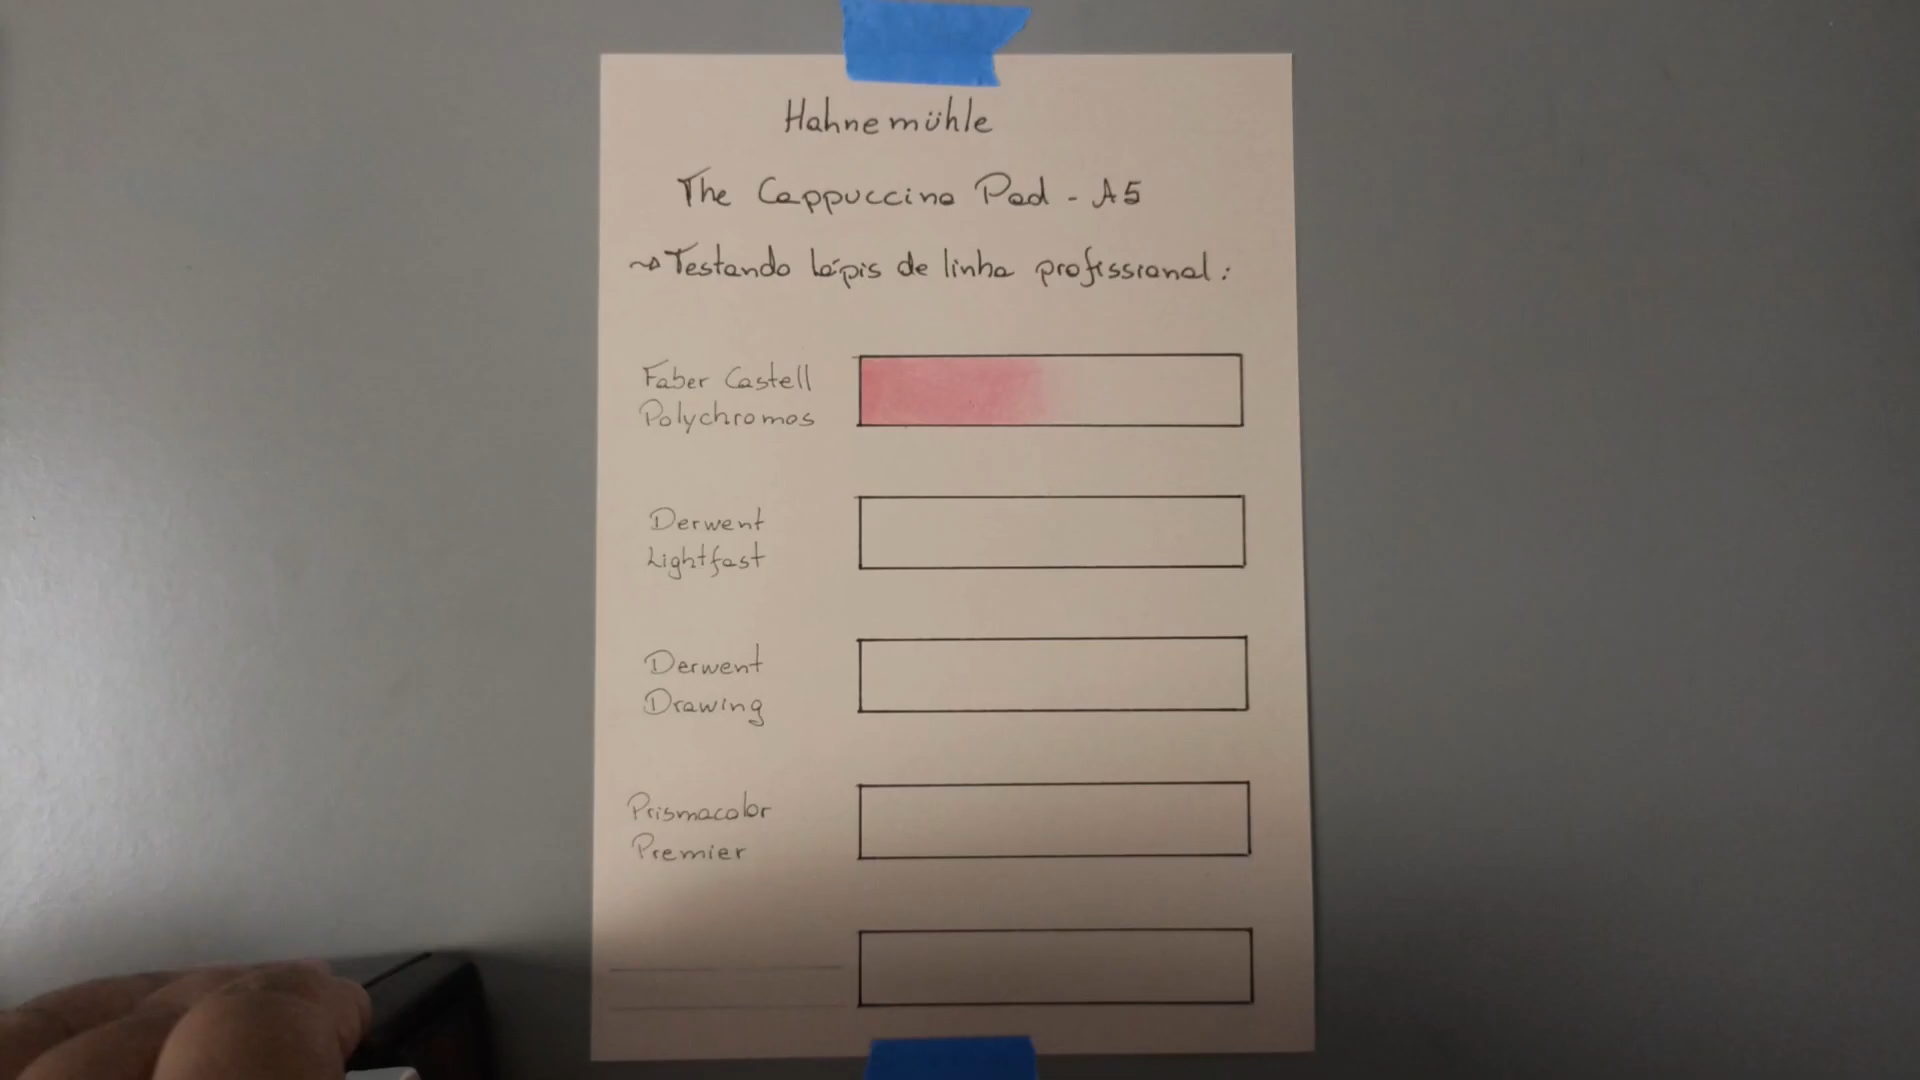 Hahnemühle
The Cappuccino Pad - A5
Testando lápis de linha profissional:
Faber Castell
Polychromos
Derwent
Lightfast
Derwent
Drawing
Prismacolor
Premier